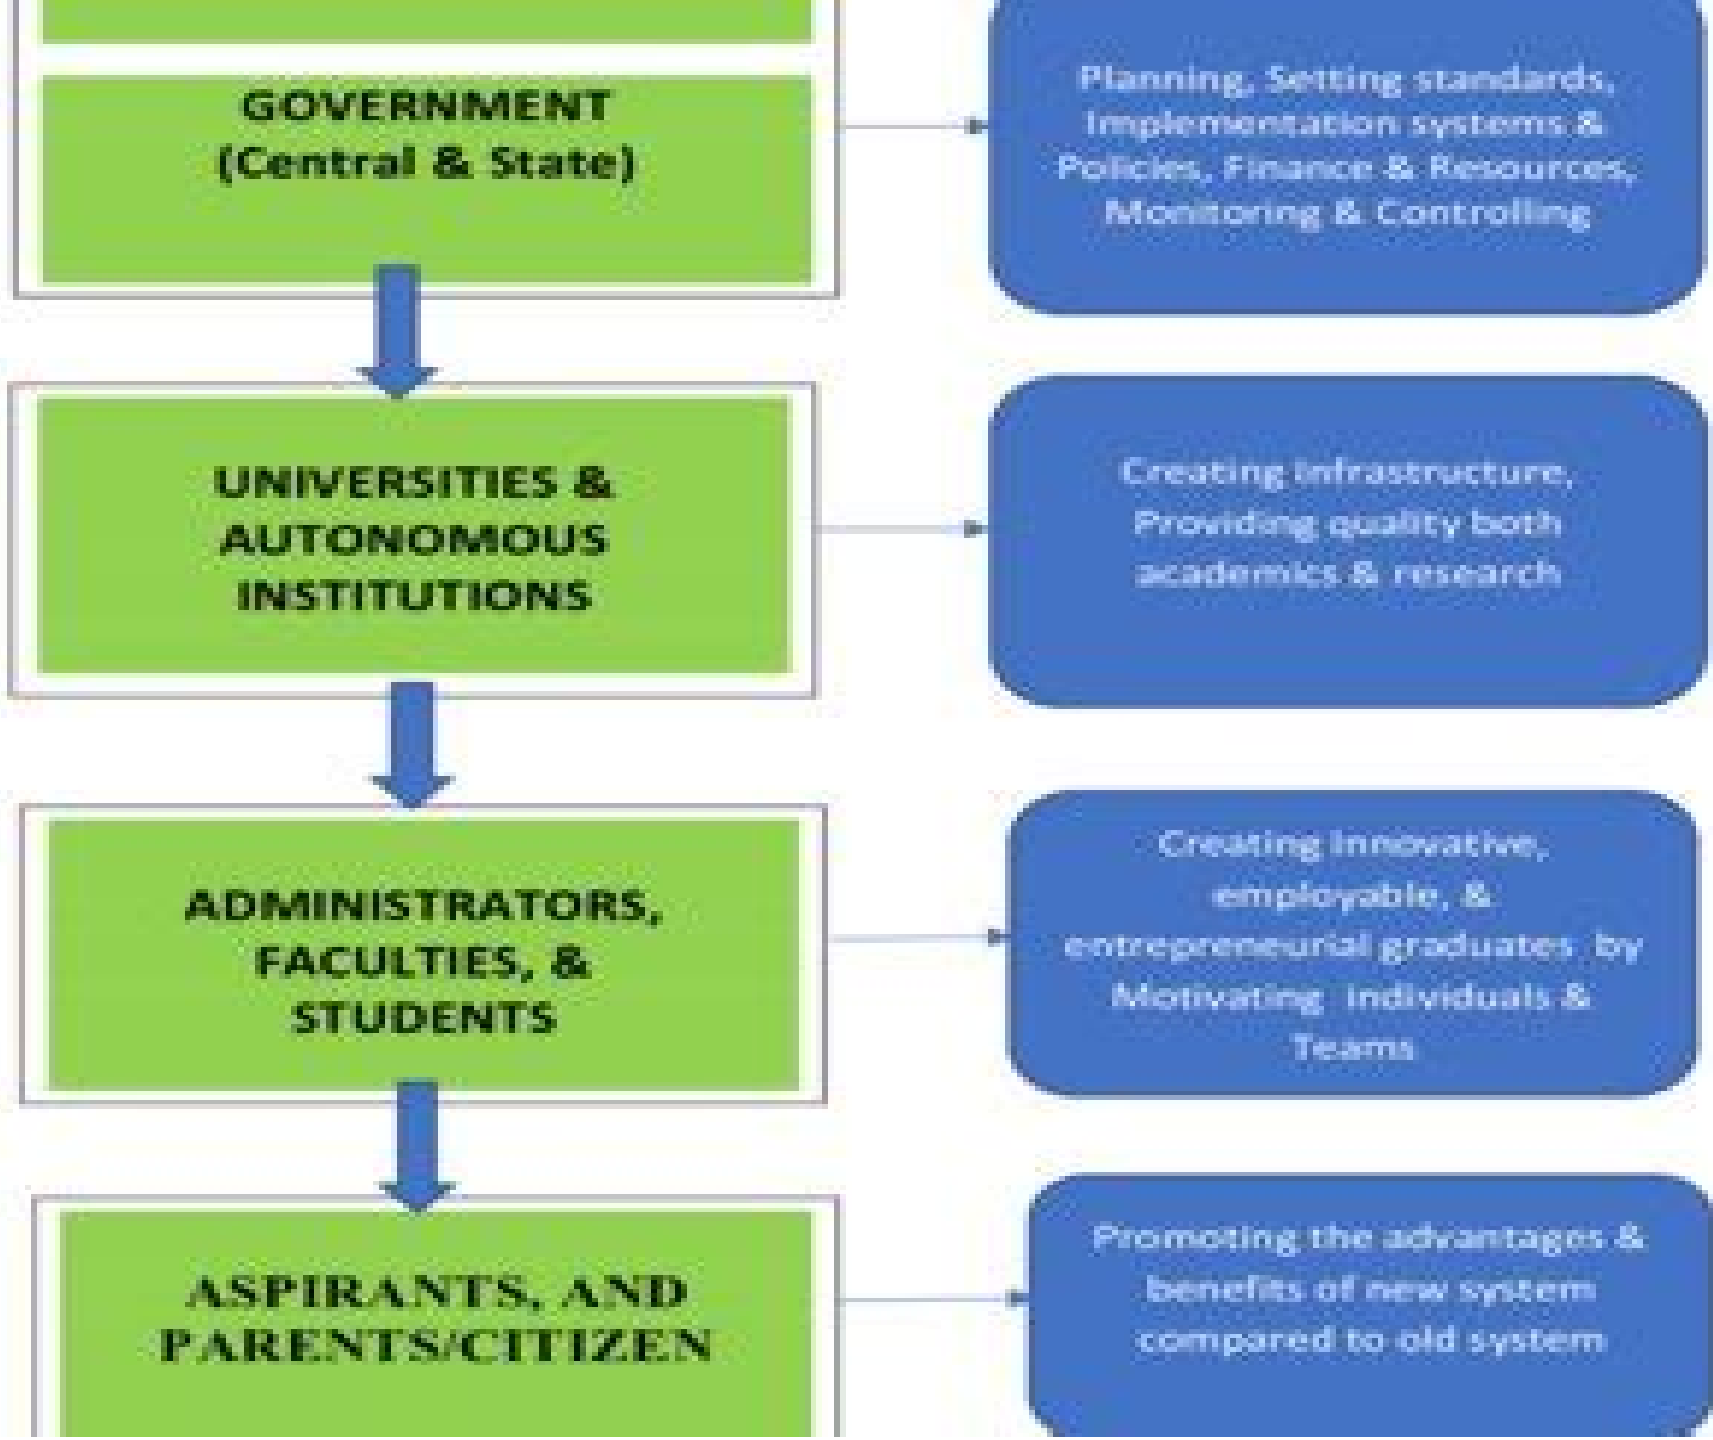 GOVERNMENT
(Central & State)
Planning, Setting standards,
Implementation systems &
Policies, Finance & Resources,
Monitoring & Controlling
UNIVERSITIES &
AUTONOMOUS
INSTITUTIONS
Creating Infrastructure,
Providing quality both
academics & research
ADMINISTRATORS,
FACULTIES, &
STUDENTS
Creating Innovative,
employable, &
entrepreneurial graduates by
Motivating individuals &
Teams
ASPIRANTS, AND
PARENTS/CITIZEN
Promoting the advantages &
benefits of new system
compared to old system